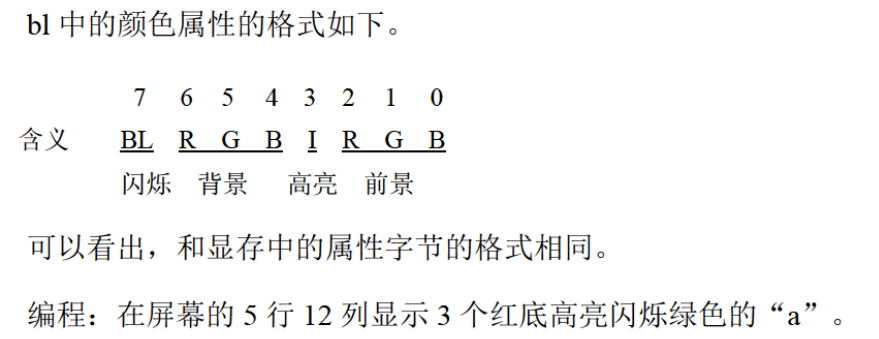 bl 中的颜色属性的格式如下。
7 6 5 4 3 2 1 0
含义 BL R G B I R G B
闪烁 背景 高亮 前景
可以看出，和显存中的属性字节的格式相同。
编程：在屏幕的 5 行 12 列显示 3 个红底高亮闪烁绿色的“a”。